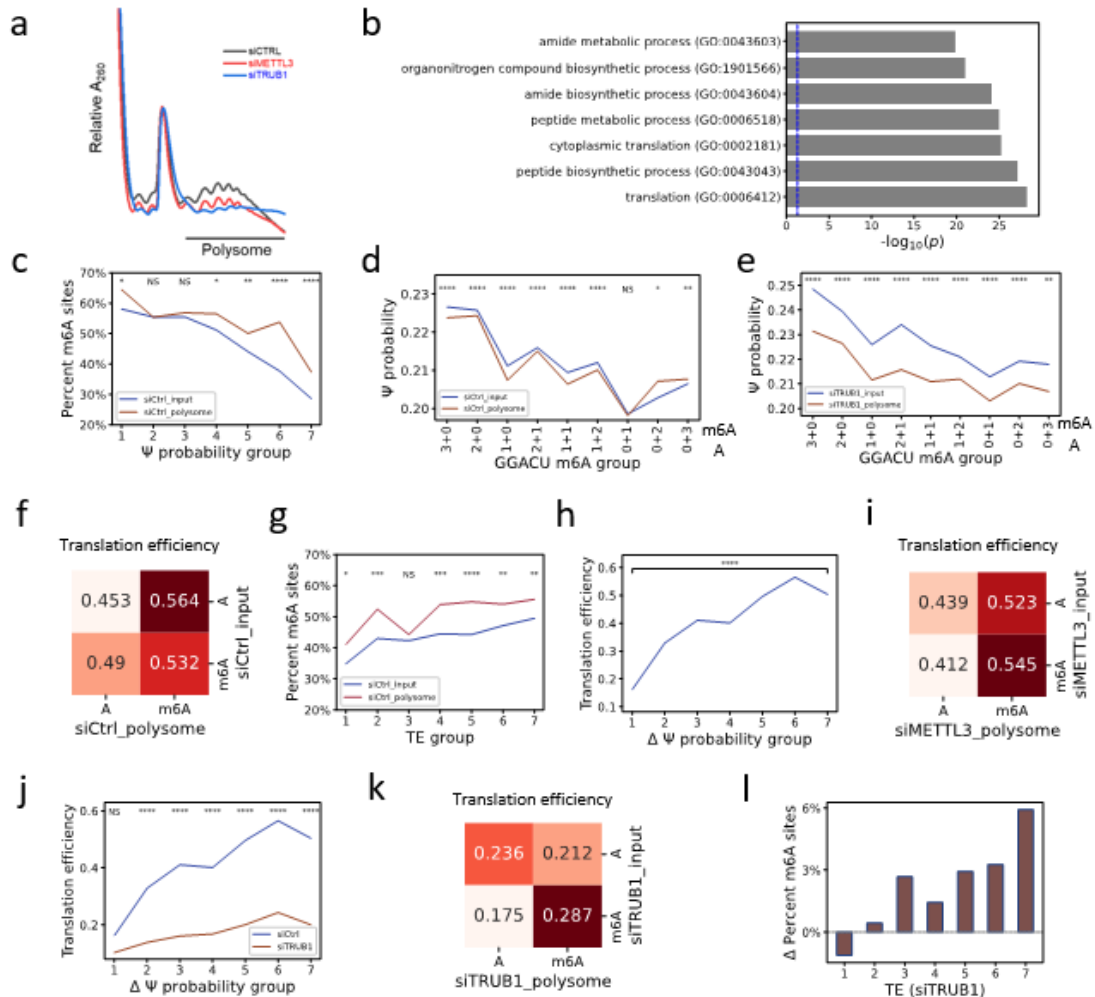 a
siCTRL
siMETTL3
siTRUB1
Relative A260
Polysome
b
amide metabolic process (GO:0043603)
organonitrogen compound biosynthetic process (GO:1901566)
amide biosynthetic process (GO:0043604)
peptide metabolic process (GO:0006518)
cytoplasmic translation (GO:0002181)
peptide biosynthetic process (GO:0043043)
translation (GO:0006412)
0 5 10 15 20 25
-log10(p)
c
Percent m6A sites
70%
60%
50%
40%
30%
20%
* NS NS * ** **** ****
siCtrl_input
siCtrl_polysome
1 2 3 4 5 6 7
Ψ probability group
d
Ψ probability
0.23
0.22
0.21
0.20
**** **** **** **** **** **** NS * **
siCtrl_input
siCtrl_polysome
3+0 2+0 1+0 2+1 1+1 1+2 0+1 0+2 0+3
m6A
A
GGACU m6A group
e
Ψ probability
0.25
0.24
0.23
0.22
0.21
0.20
**** **** **** **** **** **** **** **** **
siTRUB1_input
siTRUB1_polysome
3+0 2+0 1+0 2+1 1+1 1+2 0+1 0+2 0+3
m6A
A
GGACU m6A group
f
Translation efficiency
0.453 0.564
0.49 0.532
A
m6A
siCtrl_input
A m6A
siCtrl_polysome
g
Percent m6A sites
70%
60%
50%
40%
30%
20%
* *** NS *** **** ** **
siCtrl_input
siCtrl_polysome
1 2 3 4 5 6 7
TE group
h
Translation efficiency
0.6
0.5
0.4
0.3
0.2
0.1
****
1 2 3 4 5 6 7
Δ Ψ probability group
i
Translation efficiency
0.439 0.523
0.412 0.545
A
m6A
siMETTL3_input
A m6A
siMETTL3_polysome
j
Translation efficiency
0.6
0.4
0.2
NS **** **** **** **** **** ****
siCtrl
siTRUB1
1 2 3 4 5 6 7
Δ Ψ probability group
k
Translation efficiency
0.236 0.212
0.175 0.287
A
m6A
siTRUB1_input
A m6A
siTRUB1_polysome
l
Δ Percent m6A sites
6%
3%
0%
1 2 3 4 5 6 7
TE (siTRUB1)